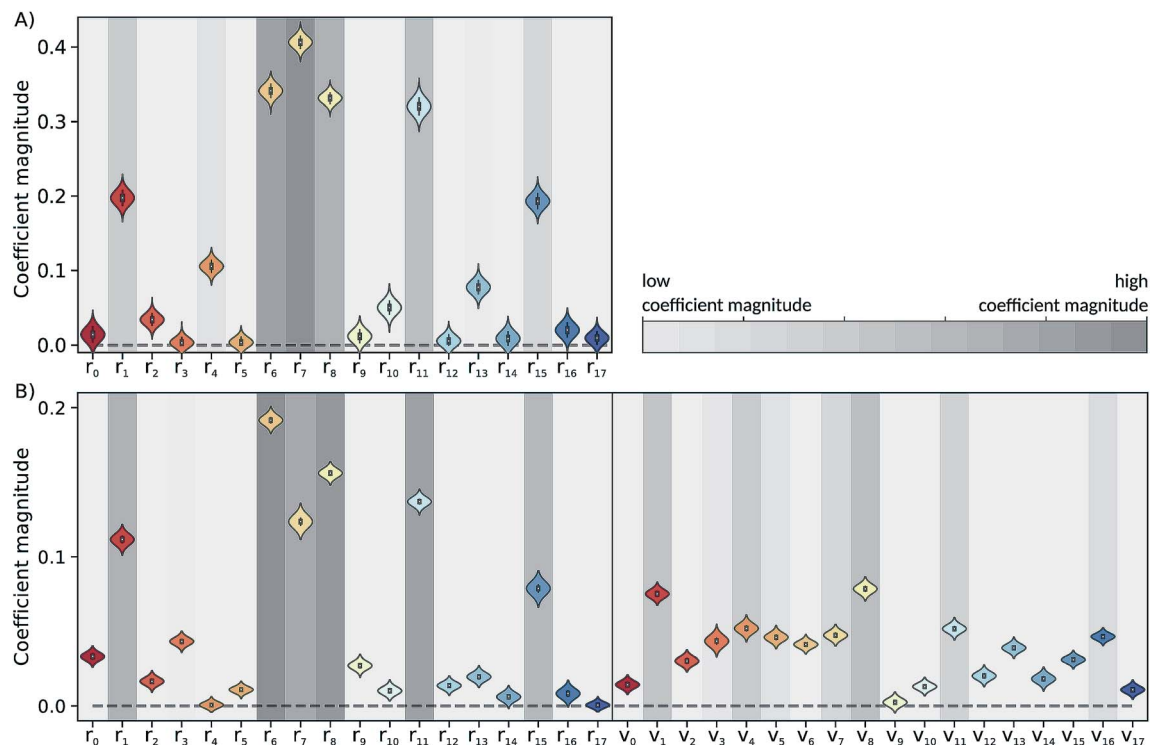 A)
Coefficient magnitude
0.4
0.3
0.2
0.1
0.0
r₀ r₁ r₂ r₃ r₄ r₅ r₆ r₇ r₈ r₉ r₁₀ r₁₁ r₁₂ r₁₃ r₁₄ r₁₅ r₁₆ r₁₇
low high
coefficient magnitude coefficient magnitude
B)
Coefficient magnitude
0.2
0.1
0.0
r₀ r₁ r₂ r₃ r₄ r₅ r₆ r₇ r₈ r₉ r₁₀ r₁₁ r₁₂ r₁₃ r₁₄ r₁₅ r₁₆ r₁₇ v₀ v₁ v₂ v₃ v₄ v₅ v₆ v₇ v₈ v₉ v₁₀ v₁₁ v₁₂ v₁₃ v₁₄ v₁₅ v₁₆ v₁₇